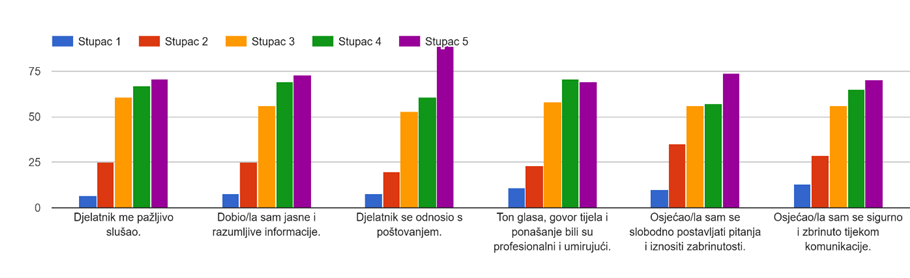 Stupac 1 Stupac 2 Stupac 3 Stupac 4 Stupac 5
75
50
25
0
Djelatnik me pažljivo
slušao.
Dobio/la sam jasne i
razumljive informacije.
Djelatnik se odnosio s
poštovanjem.
Ton glasa, govor tijela i
ponašanje bili su
profesionalni i umirujući.
Osjećao/la sam se
slobodno postavljati pitanja
i iznositi zabrinutosti.
Osjećao/la sam se sigurno
i zbrinuto tijekom
komunikacije.